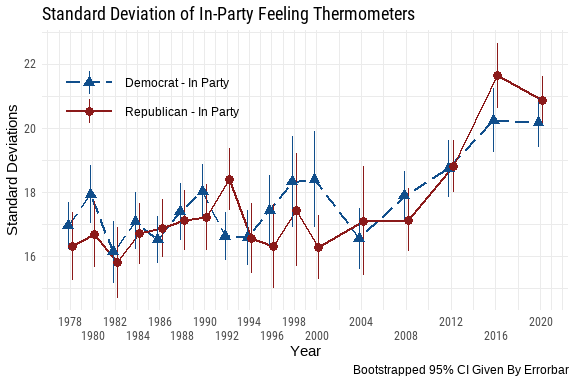 Standard Deviation of In-Party Feeling Thermometers
Standard Deviations
22
20
18
16
Democrat - In Party
Republican - In Party
1978 1982 1986 1990 1994 1998 2004 2012 2020
1980 1984 1988 1992 1996 2000 2008 2016
Year
Bootstrapped 95% CI Given By Errorbar